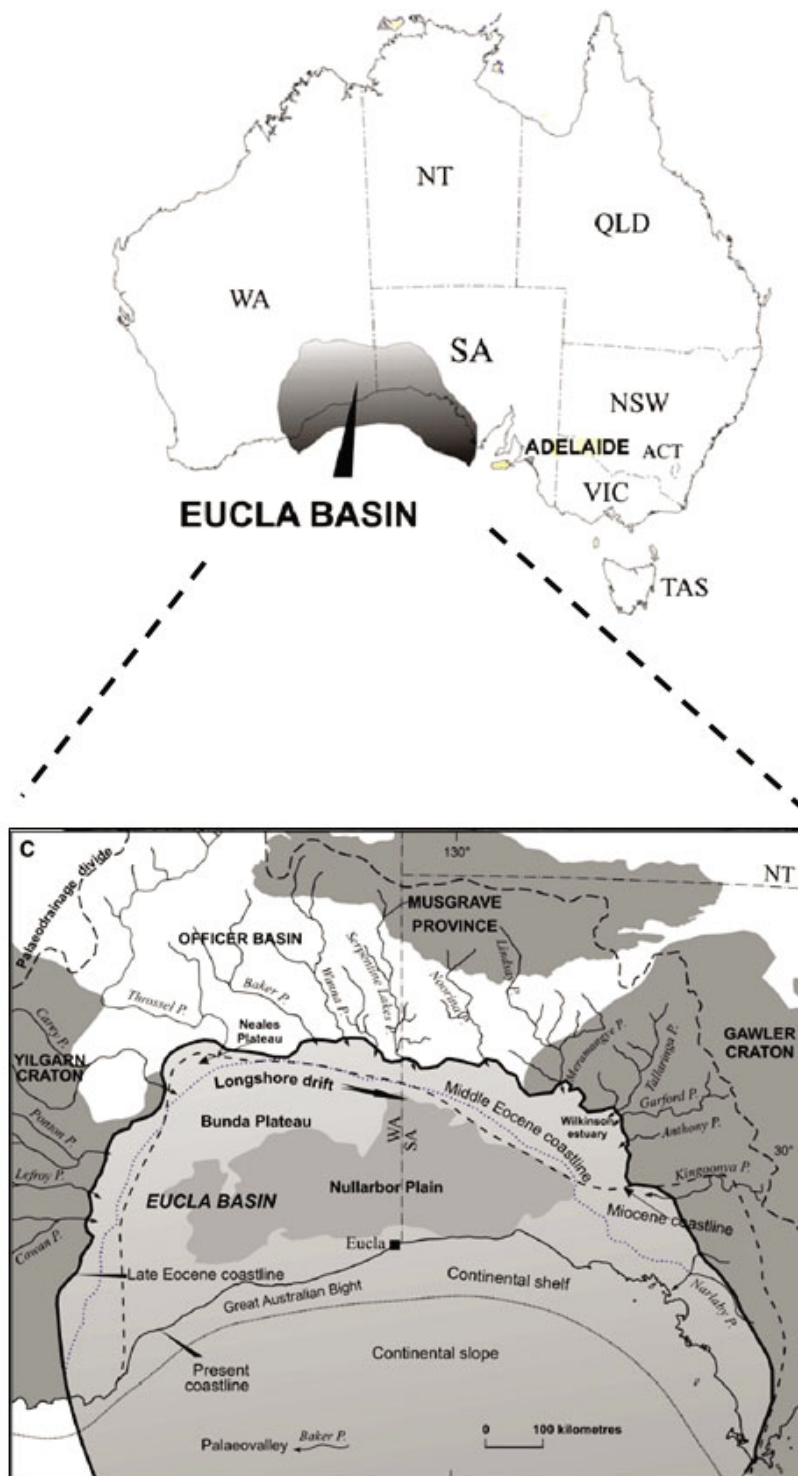 NT
QLD
WA
SA
NSW
ADELAIDE
ACT
VIC
EUCLA BASIN
TAS
C
130°
NT
Palaeodrainage divide
MUSGRAVE
PROVINCE
OFFICER BASIN
Throssel P.
Baker P.
Wanna P.
Serpentine Lakes P.
Noorina P.
Lindsay P.
Carey P.
Neales
Plateau
Meramangye P.
Tallaringa P.
GAWLER
CRATON
YILGARN
CRATON
Longshore drift
Middle Eocene coastline
Garford P.
Ponton P.
Bunda Plateau
WA
SA
Wilkinson
estuary
Anthony P.
30°
Lefroy P.
EUCLA BASIN
Nullarbor Plain
Kingoonya P.
Miocene coastline
Cowan P.
Eucla
Late Eocene coastline
Great Australian Bight
Continental shelf
Narlaby P.
Present
coastline
Continental slope
0 100 kilometres
Palaeovalley Baker P.